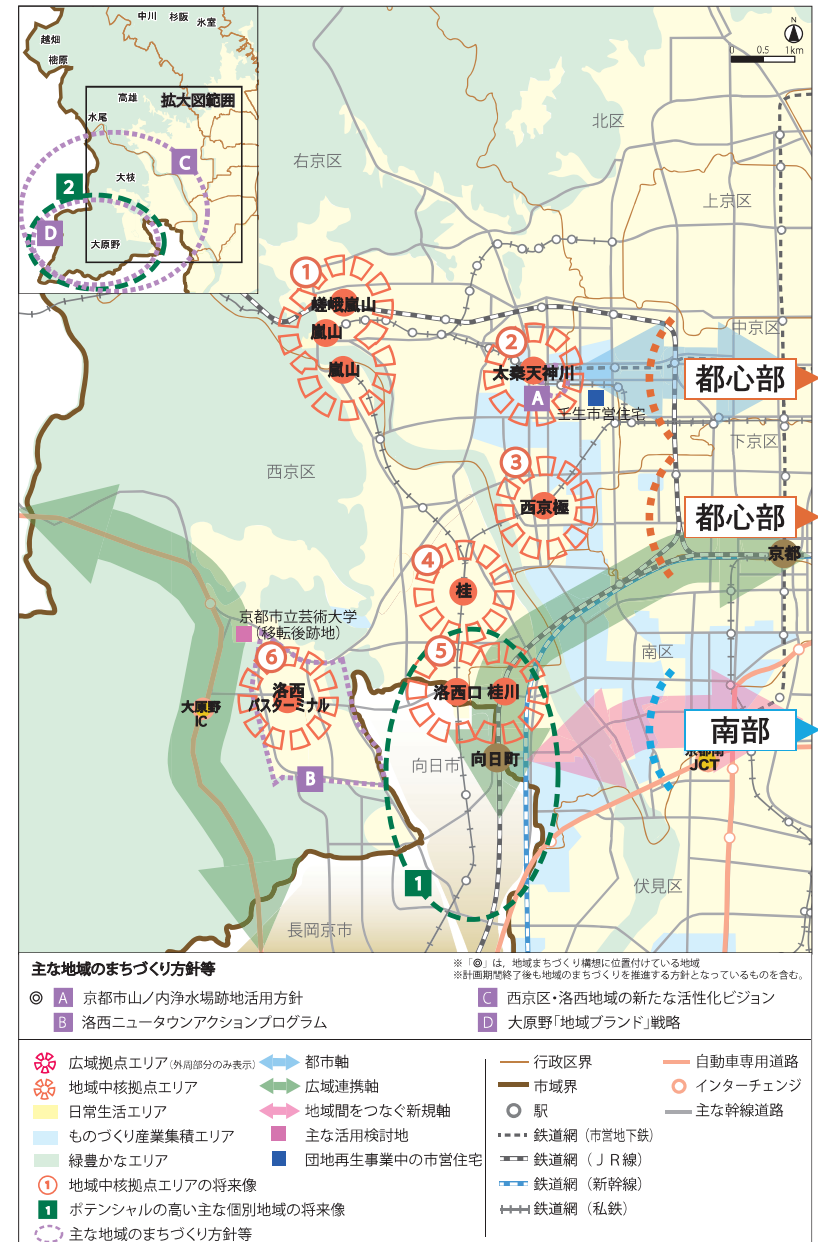 中川
杉阪
氷室
越畑
樒原
高雄
拡大図範囲
水尾
C
大枝
2
D
大原野
N
0 0.5 1km
北区
右京区
上京区
1
嵯峨嵐山
嵐山
嵐山
中京区
2
太秦天神川
A
壬生市営住宅
都心部
下京区
西京区
3
西京極
都心部
京都
4
桂
京都市立芸術大学
(移転後跡地)
南区
5
6
洛西
バスターミナル
洛西口
桂川
大原野
IC
南部
京都南
JCT
向日町
向日市
B
1
伏見区
長岡京市
主な地域のまちづくり方針等
※「◎」は，地域まちづくり構想に位置付けている地域
※計画期間終了後も地域のまちづくりを推進する方針となっているものを含む。
◎ A 京都市山ノ内浄水場跡地活用方針
C 西京区・洛西地域の新たな活性化ビジョン
B 洛西ニュータウンアクションプログラム
D 大原野「地域ブランド」戦略
広域拠点エリア(外周部分のみ表示)
地域中核拠点エリア
日常生活エリア
ものづくり産業集積エリア
緑豊かなエリア
1 地域中核拠点エリアの将来像
1 ポテンシャルの高い主な個別地域の将来像
主な地域のまちづくり方針等
都市軸
広域連携軸
地域間をつなぐ新規軸
主な活用検討地
団地再生事業中の市営住宅
行政区界
市域界
駅
鉄道網（市営地下鉄）
鉄道網（ＪＲ線）
鉄道網（新幹線）
鉄道網（私鉄）
自動車専用道路
インターチェンジ
主な幹線道路